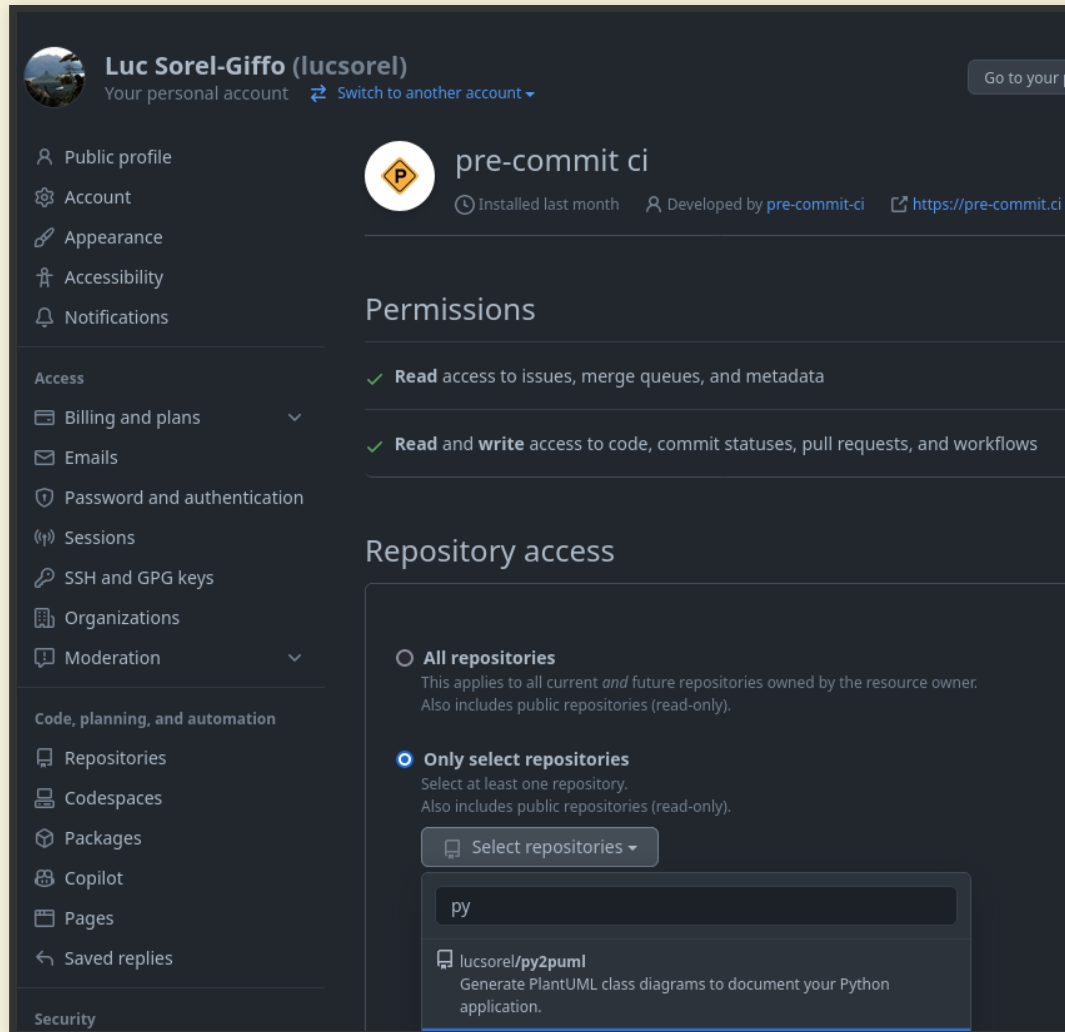 Luc Sorel-Giffo (lucsorel)
Your personal account Switch to another account
Go to your
Public profile
Account
Appearance
Accessibility
Notifications
Access
Billing and plans
Emails
Password and authentication
Sessions
SSH and GPG keys
Organizations
Moderation
Code, planning, and automation
Repositories
Codespaces
Packages
Copilot
Pages
Saved replies
Security
P
pre-commit ci
Installed last month Developed by pre-commit-ci https://pre-commit.ci
Permissions
Read access to issues, merge queues, and metadata
Read and write access to code, commit statuses, pull requests, and workflows
Repository access
All repositories
This applies to all current and future repositories owned by the resource owner.
Also includes public repositories (read-only).
Only select repositories
Select at least one repository.
Also includes public repositories (read-only).
Select repositories
py
lucsorel/py2puml
Generate PlantUML class diagrams to document your Python
application.